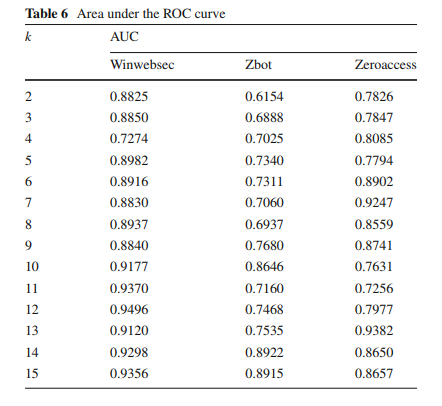 Table 6 Area under the ROC curve
k AUC
Winwebsec Zbot Zeroaccess
2 0.8825 0.6154 0.7826
3 0.8850 0.6888 0.7847
4 0.7274 0.7025 0.8085
5 0.8982 0.7340 0.7794
6 0.8916 0.7311 0.8902
7 0.8830 0.7060 0.9247
8 0.8937 0.6937 0.8559
9 0.8840 0.7680 0.8741
10 0.9177 0.8646 0.7631
11 0.9370 0.7160 0.7256
12 0.9496 0.7468 0.7977
13 0.9120 0.7535 0.9382
14 0.9298 0.8922 0.8650
15 0.9356 0.8915 0.8657